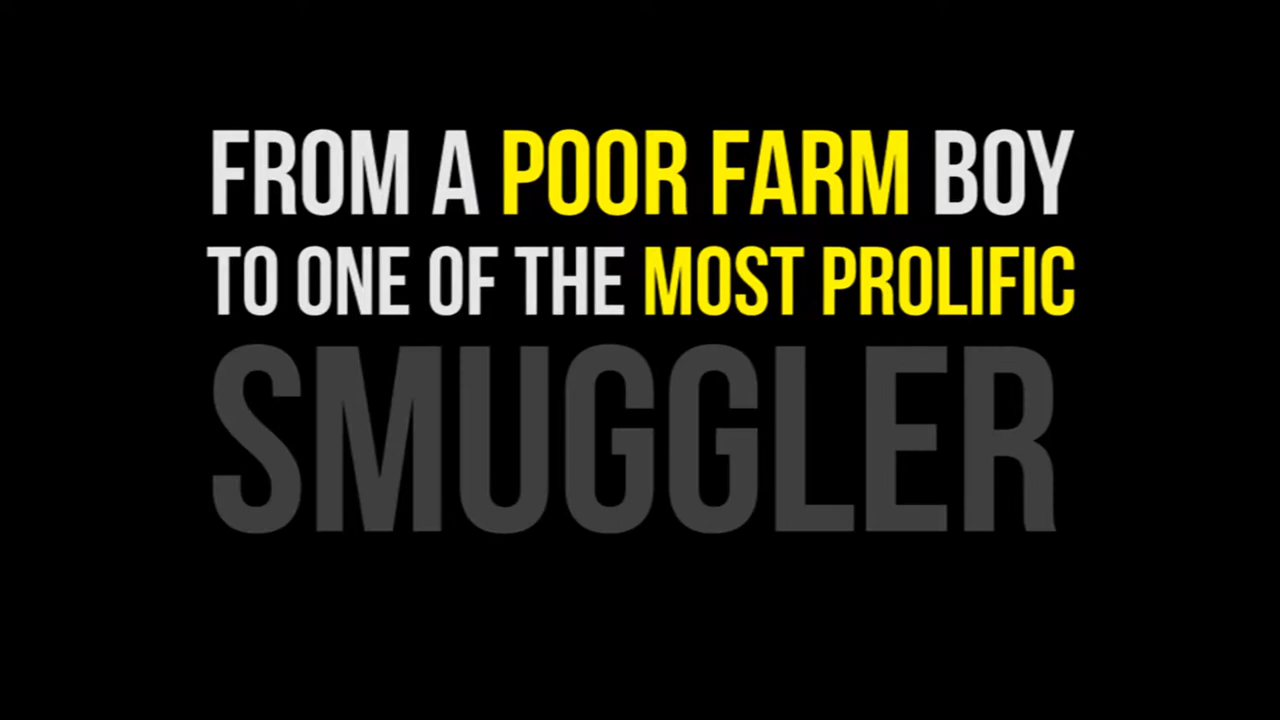 FROM A POOR FARM BOY
TO ONE OF THE MOST PROLIFIC
SMUGGLER